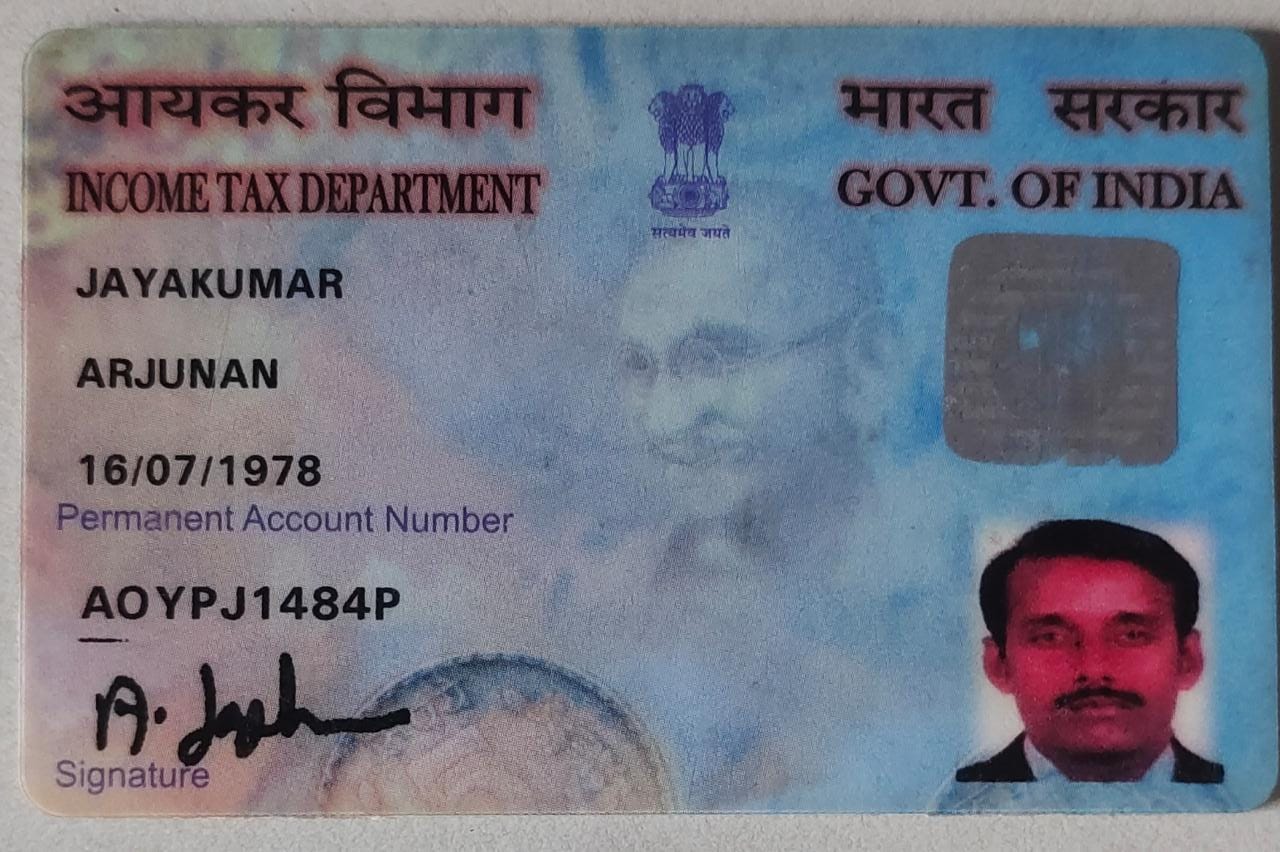 आयकर विभाग
भारत सरकार
INCOME TAX DEPARTMENT
GOVT. OF INDIA
सत्यमेव जयते
JAYAKUMAR
ARJUNAN
16/07/1978
Permanent Account Number
AOYPJ1484P
Signature